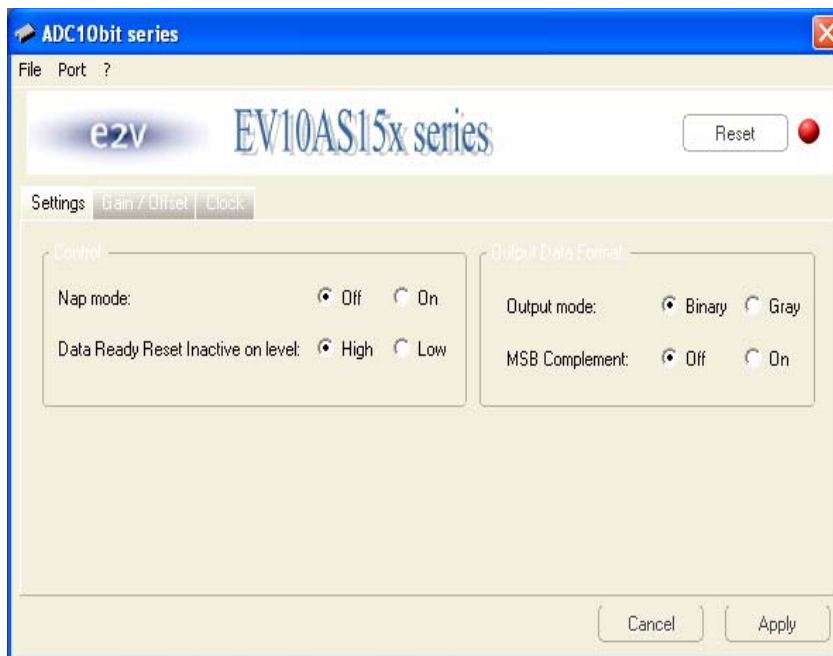 ADC10bit series
File Port ?
e2v EV10AS15x series Reset
Settings Gain / Offset Clock
Control Output Data Format
Nap mode: Off On
Output mode: Binary Gray
Data Ready Reset Inactive on level: High Low
MSB Complement: Off On
Cancel Apply